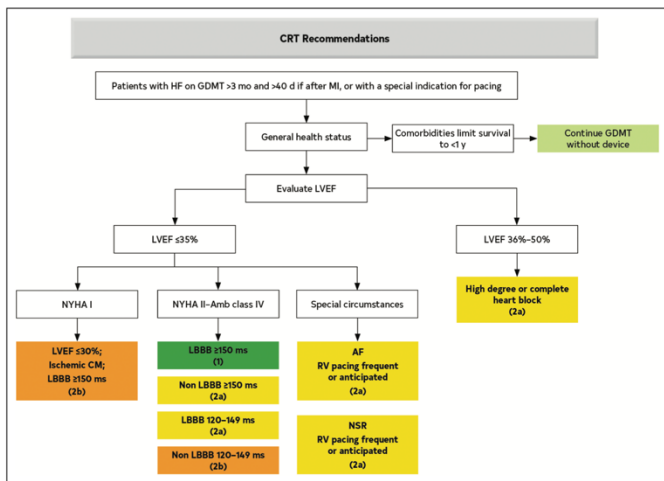 CRT Recommendations
Patients with HF on GDMT >3 mo and >40 d if after MI, or with a special indication for pacing
General health status
Comorbidities limit survival
to <1 y
Continue GDMT
without device
Evaluate LVEF
LVEF ≤35%
LVEF 36%–50%
NYHA I
NYHA II–Amb class IV
Special circumstances
High degree or complete
heart block
(2a)
LVEF ≤30%;
Ischemic CM;
LBBB ≥150 ms
(2b)
LBBB ≥150 ms
(1)
Non LBBB ≥150 ms
(2a)
LBBB 120–149 ms
(2a)
Non LBBB 120–149 ms
(2b)
AF
RV pacing frequent
or anticipated
(2a)
NSR
RV pacing frequent
or anticipated
(2a)